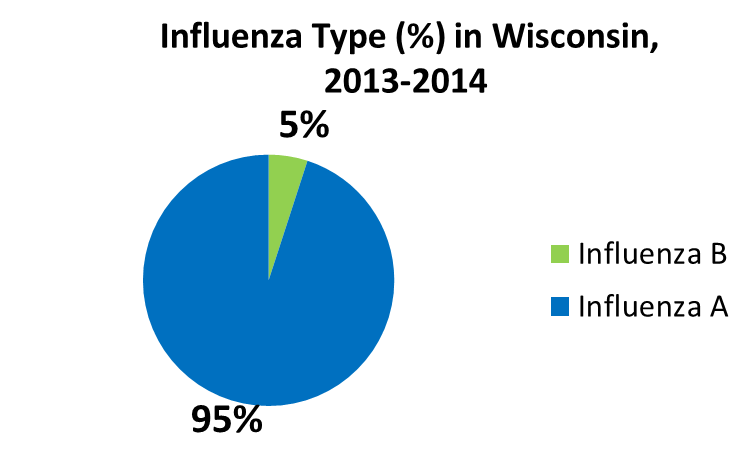 Influenza Type (%) in Wisconsin,
2013-2014
5%
Influenza B
Influenza A
95%